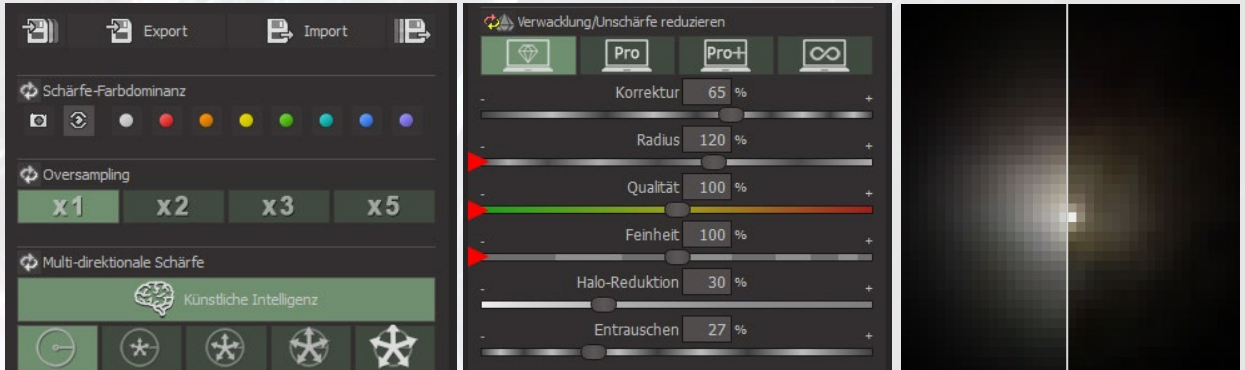 Export
Import
Schärfe-Farbdominanz
Oversampling
x1 x2 x3 x5
Multi-direktionale Schärfe
Künstliche Intelligenz
Verwacklung/Unschärfe reduzieren
Pro
Pro+
- Korrektur 65 % +
- Radius 120 % +
- Qualität 100 % +
- Feinheit 100 % +
- Halo-Reduktion 30 % +
- Entrauschen 27 % +